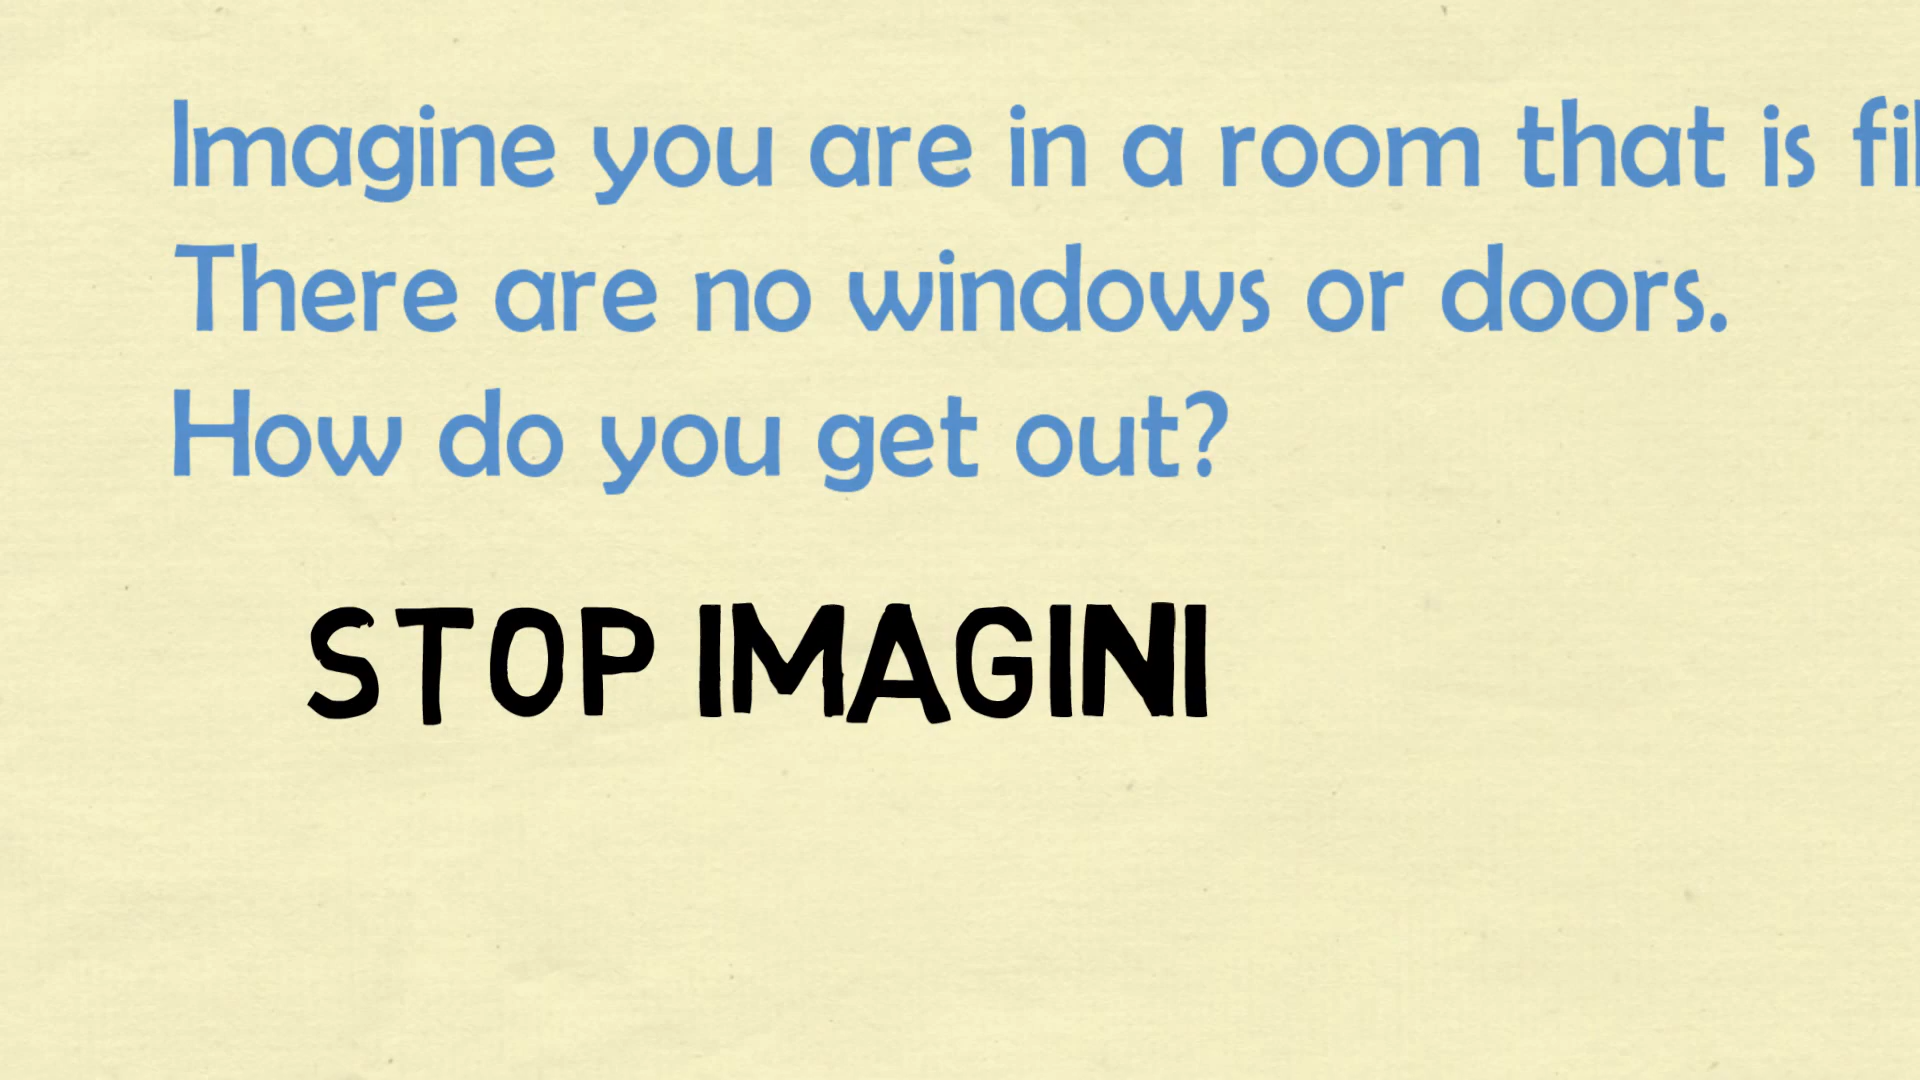 Imagine you are in a room that is
There are no windows or doors.
How do you get out?
STOP IMAGINI